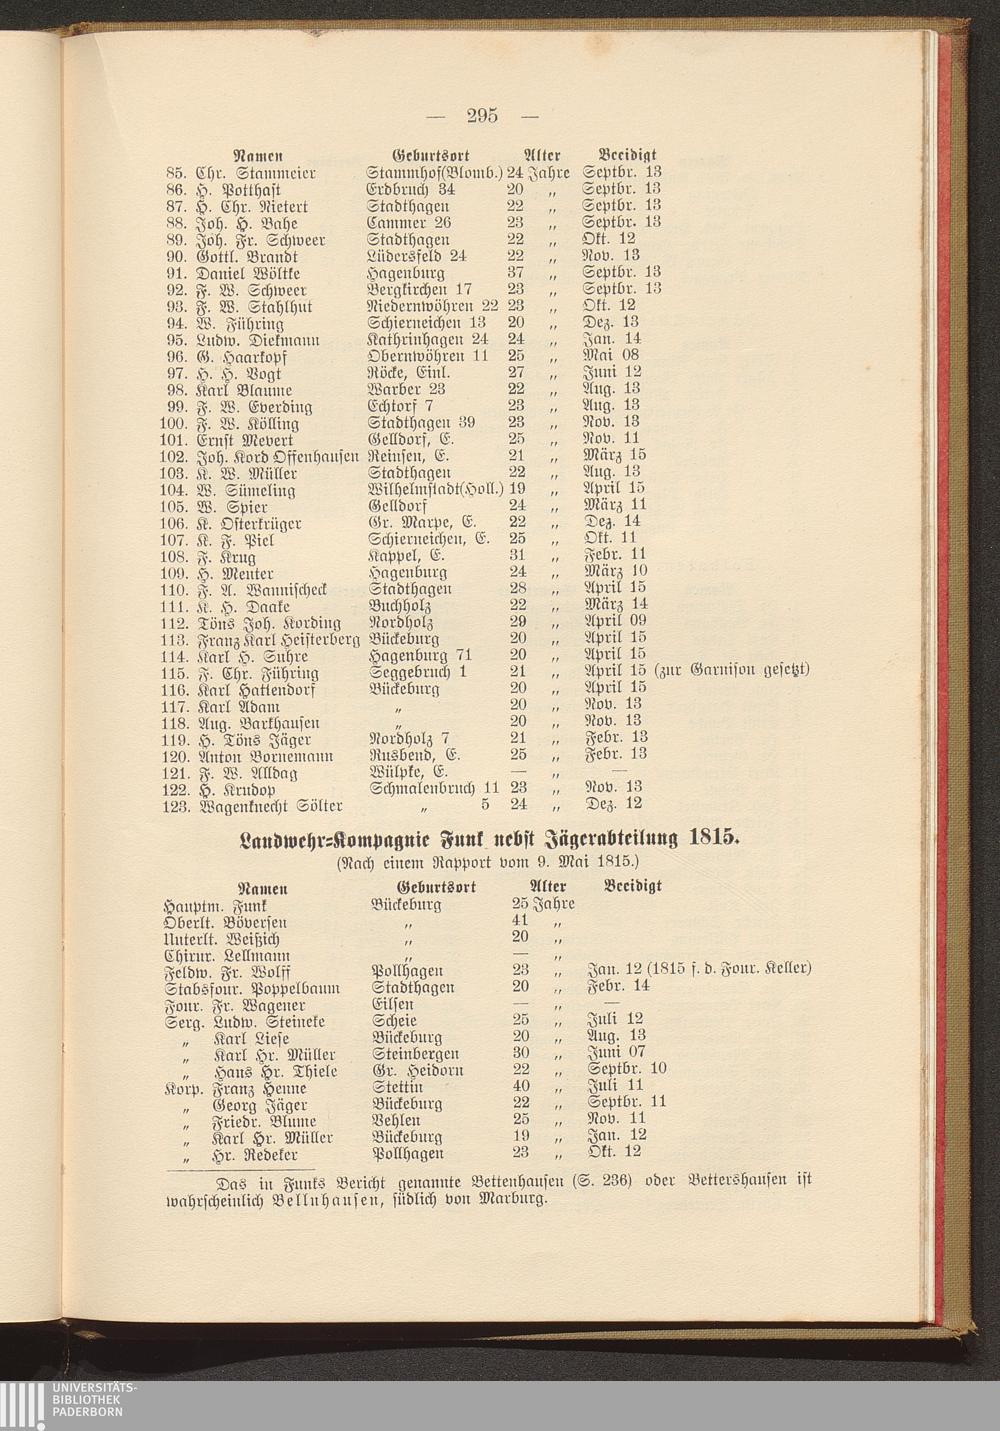 — 295 —
Namen Geburtsort Alter Beeidigt
85. Chr. Stammeier Stammhof(Blomb.) 24 Jahre Septbr. 13
86. H. Potthast Erdbruch 34 20 „ Septbr. 13
87. H. Chr. Nietert Stadthagen 22 „ Septbr. 13
88. Joh. H. Bahe Cammer 26 23 „ Septbr. 13
89. Joh. Fr. Schweer Stadthagen 22 „ Okt. 12
90. Gottl. Brandt Lüdersfeld 24 22 „ Nov. 13
91. Daniel Wöltke Hagenburg 37 „ Septbr. 13
92. F. W. Schweer Bergkirchen 17 23 „ Septbr. 13
93. F. W. Stahlhut Niedernwöhren 22 23 „ Okt. 12
94. W. Führing Schierneichen 13 20 „ Dez. 13
95. Ludw. Diekmann Kathrinhagen 24 24 „ Jan. 14
96. G. Haarkopf Obernwöhren 11 25 „ Mai 08
97. H. H. Vogt Röcke, Einl. 27 „ Juni 12
98. Karl Blaume Warber 23 22 „ Aug. 13
99. F. W. Everding Echtorf 7 23 „ Aug. 13
100. F. W. Kölling Stadthagen 39 23 „ Nov. 13
101. Ernst Mevert Gelldorf, E. 25 „ Nov. 11
102. Joh. Kord Offenhausen Reinsen, E. 21 „ März 15
103. K. W. Müller Stadthagen 22 „ Aug. 13
104. W. Sümeling Wilhelmstadt(Holl.) 19 „ April 15
105. W. Spier Gelldorf 24 „ März 11
106. K. Osterkrüger Gr. Marpe, E. 22 „ Dez. 14
107. K. F. Piel Schierneichen, E. 25 „ Okt. 11
108. F. Krug Kappel, E. 31 „ Febr. 11
109. H. Menter Hagenburg 24 „ März 10
110. F. A. Wannischeck Stadthagen 28 „ April 15
111. K. H. Daake Buchholz 22 „ März 14
112. Töns Joh. Kording Nordholz 29 „ April 09
113. Franz Karl Heisterberg Bückeburg 20 „ April 15
114. Karl H. Suhre Hagenburg 71 20 „ April 15
115. F. Chr. Führing Seggebruch 1 21 „ April 15 (zur Garnison gesetzt)
116. Karl Hattendorf Bückeburg 20 „ April 15
117. Karl Adam „ 20 „ Nov. 13
118. Aug. Barkhausen „ 20 „ Nov. 13
119. H. Töns Jäger Nordholz 7 21 „ Febr. 13
120. Anton Bornemann Rusbend, E. 25 „ Febr. 13
121. F. W. Alldag Wülpke, E. — „ —
122. H. Krudop Schmalenbruch 11 23 „ Nov. 13
123. Wagenknecht Sölter „ 5 24 „ Dez. 12
Landwehr-Kompagnie Funk nebst Jägerabteilung 1815.
(Nach einem Rapport vom 9. Mai 1815.)
Namen Geburtsort Alter Beeidigt
Hauptm. Funk Bückeburg 25 Jahre
Oberlt. Böversen „ 41 „
Unterlt. Weißich „ 20 „
Chirur. Lellmann „ — „
Feldw. Fr. Wolff Pollhagen 23 „ Jan. 12 (1815 s. d. Four. Keller)
Stabsfour. Poppelbaum Stadthagen 20 „ Febr. 14
Four. Fr. Wagener Eilsen — „ —
Serg. Ludw. Steineke Scheie 25 „ Juli 12
„ Karl Liese Bückeburg 20 „ Aug. 13
„ Karl Hr. Müller Steinbergen 30 „ Juni 07
„ Hans Hr. Thiele Gr. Heidorn 22 „ Septbr. 10
Korp. Franz Henne Stettin 40 „ Juli 11
„ Georg Jäger Bückeburg 22 „ Septbr. 11
„ Friedr. Blume Vehlen 25 „ Nov. 11
„ Karl Hr. Müller Bückeburg 19 „ Jan. 12
„ Hr. Redeker Pollhagen 23 „ Okt. 12
Das in Funks Bericht genannte Bettenhausen (S. 236) oder Bettershausen ist
wahrscheinlich Bellnhausen, südlich von Marburg.
UNIVERSITÄTS-
BIBLIOTHEK
PADERBORN